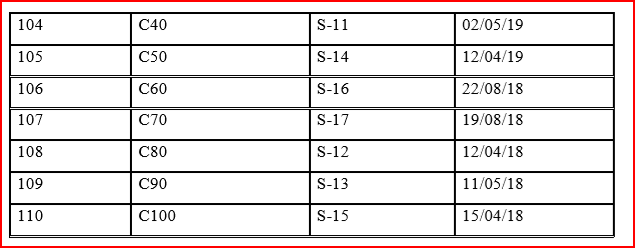 104 C40 S-11 02/05/19
105 C50 S-14 12/04/19
106 C60 S-16 22/08/18
107 C70 S-17 19/08/18
108 C80 S-12 12/04/18
109 C90 S-13 11/05/18
110 C100 S-15 15/04/18